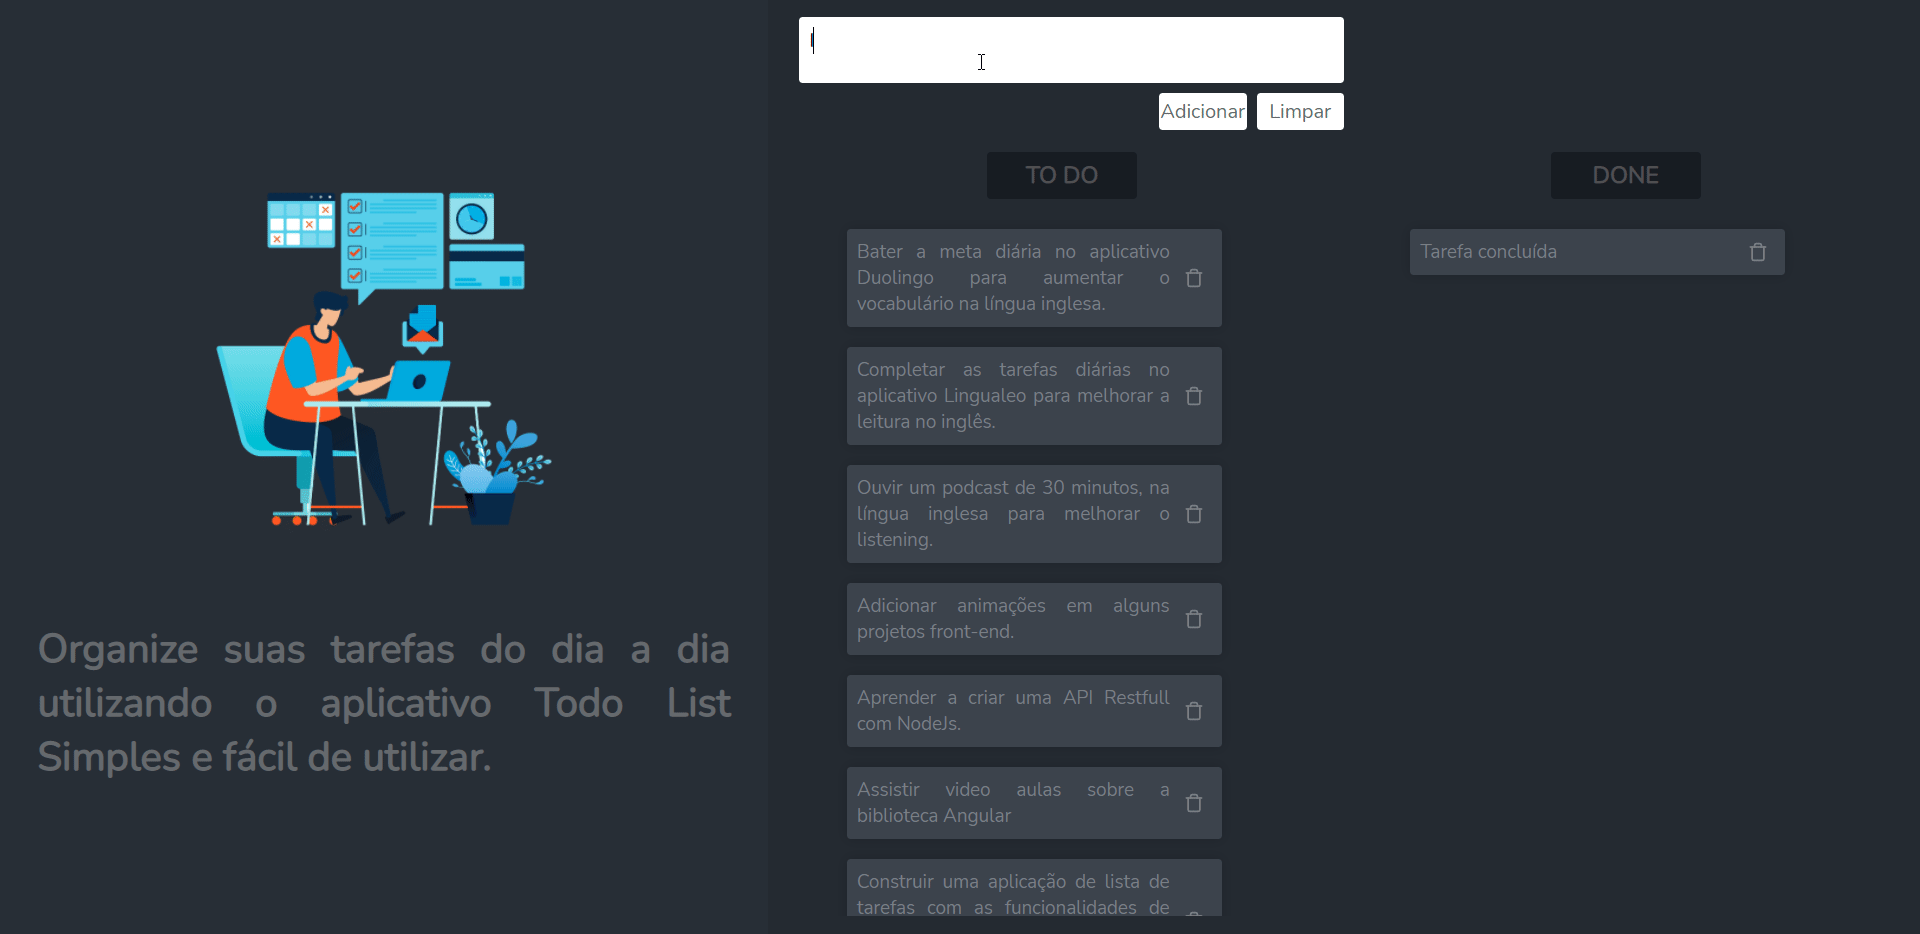 Adicionar Limpar
TO DO
DONE
Bater a meta diária no aplicativo
Duolingo para aumentar o
vocabulário na língua inglesa.
Tarefa concluída
Completar as tarefas diárias no
aplicativo Lingualeo para melhorar a
leitura no inglês.
Ouvir um podcast de 30 minutos, na
língua inglesa para melhorar o
listening.
Adicionar animações em alguns
projetos front-end.
Aprender a criar uma API Restfull
com NodeJs.
Assistir video aulas sobre a
biblioteca Angular
Construir uma aplicação de lista de
tarefas com as funcionalidades de
Organize suas tarefas do dia a dia
utilizando o aplicativo Todo List
Simples e fácil de utilizar.